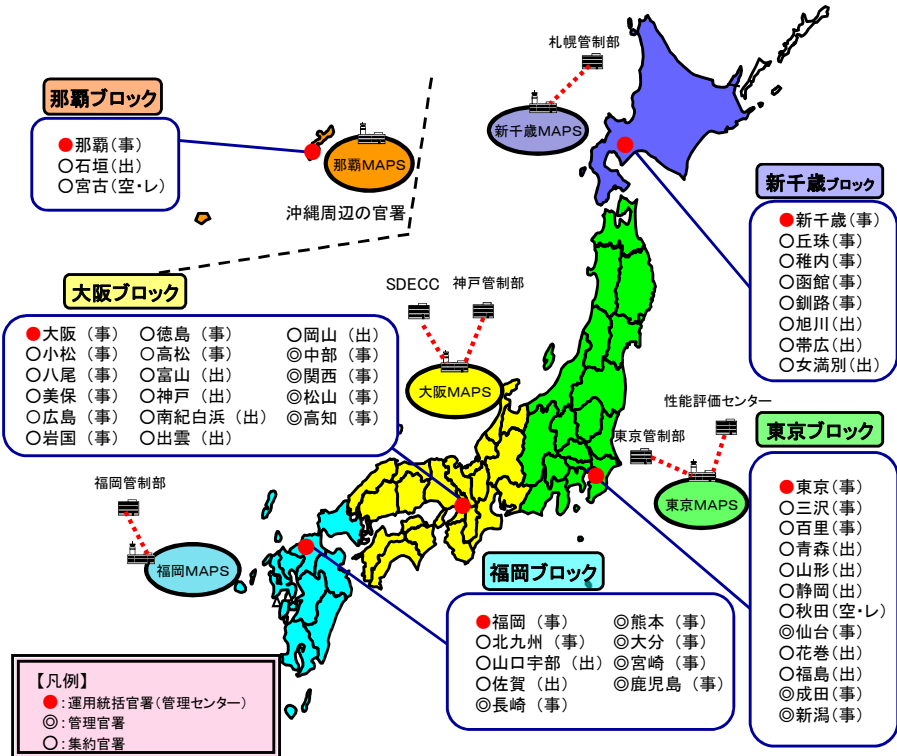 札幌管制部
新千歳MAPS
那覇ブロック
●那覇(事)
○石垣(出)
○宮古(空・レ)
那覇MAPS
沖縄周辺の官署
新千歳ブロック
●新千歳(事)
○丘珠(事)
○稚内(事)
○函館(事)
○釧路(事)
○旭川(出)
○帯広(出)
○女満別(出)
大阪ブロック
●大阪(事) ○徳島(事) ○岡山(出)
○小松(事) ○高松(事) ◎中部(事)
○八尾(事) ○富山(出) ◎関西(事)
○美保(事) ○神戸(出) ◎松山(事)
○広島(事) ○南紀白浜(出) ◎高知(事)
○岩国(事) ○出雲(出)
SDECC 神戸管制部
大阪MAPS
性能評価センター
東京管制部
東京MAPS
東京ブロック
●東京(事)
○三沢(事)
○百里(事)
○青森(出)
○山形(出)
○静岡(出)
○秋田(空・レ)
◎仙台(事)
○花巻(出)
○福島(出)
◎成田(事)
◎新潟(事)
福岡管制部
福岡MAPS
福岡ブロック
●福岡(事) ◎熊本(事)
○北九州(事) ◎大分(事)
○山口宇部(出) ◎宮崎(事)
○佐賀(出) ◎鹿児島(事)
◎長崎(事)
【凡例】
●:運用統括官署(管理センター)
◎:管理官署
○:集約官署